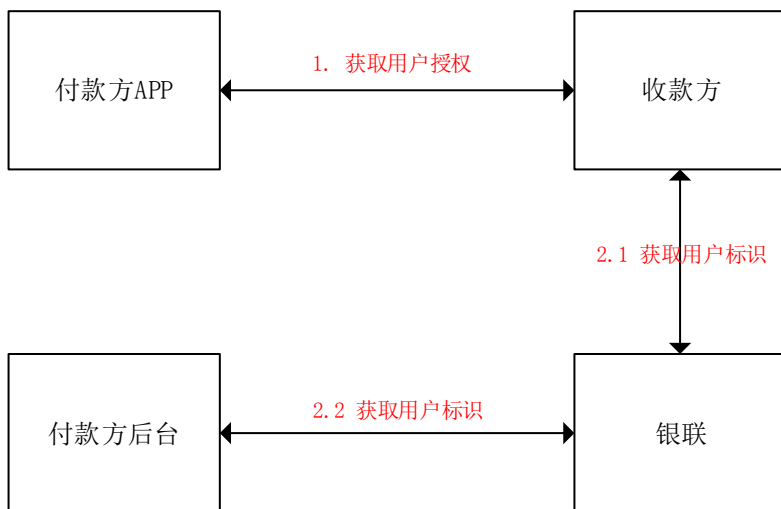 付款方APP
1. 获取用户授权
收款方
2.1 获取用户标识
付款方后台
2.2 获取用户标识
银联